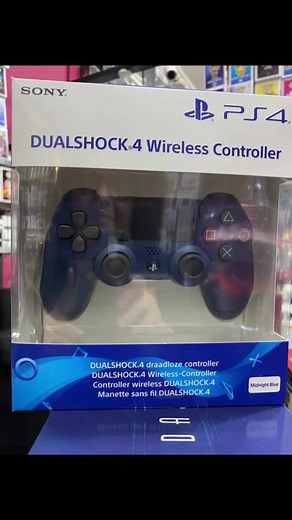 SONY
PS4
DUALSHOCK®4 Wireless Controller
DUALSHOCK®4 draadloze controller
DUALSHOCK®4 Wireless-Controller
Controller wireless DUALSHOCK®4
Manette sans fil DUALSHOCK®4
Midnight Blue